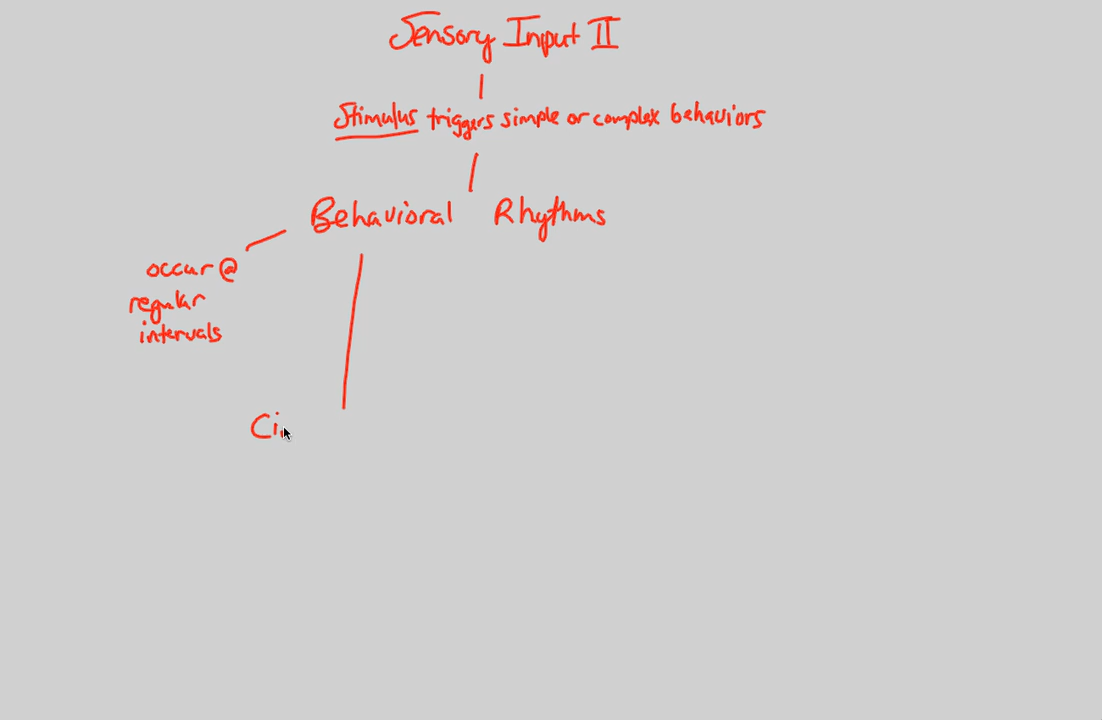 Sensory Input II
Stimulus triggers simple or complex behaviors
Behavioral Rhythms
occur @
regular
intervals
Ci